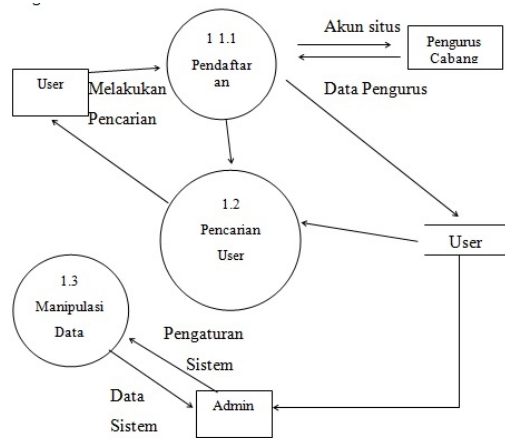 1 1.1
Pendaftar
an
Akun situs
Pengurus
Cabang
User
Melakukan
Pencarian
Data Pengurus
1.2
Pencarian
User
User
1.3
Manipulasi
Data
Pengaturan
Sistem
Data
Sistem
Admin